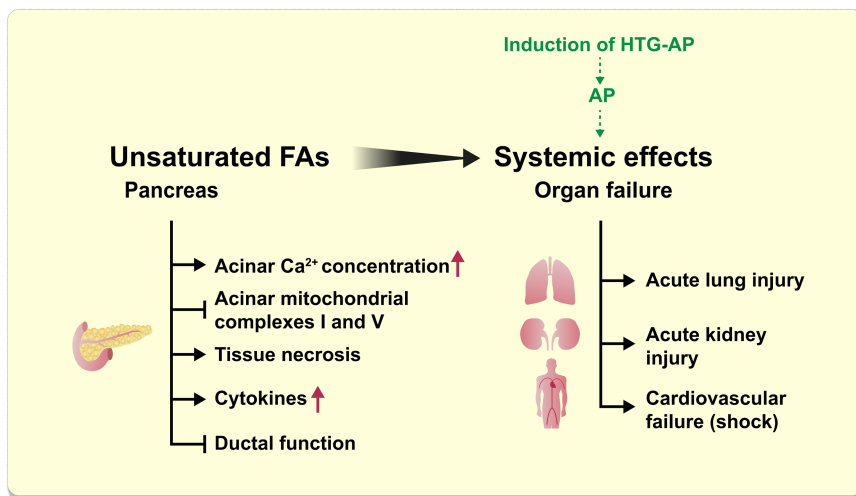 Induction of HTG-AP
AP
Unsaturated FAs
Systemic effects
Pancreas
Organ failure
Acinar Ca²⁺ concentration
Acinar mitochondrial
complexes I and V
Tissue necrosis
Cytokines
Ductal function
Acute lung injury
Acute kidney
injury
Cardiovascular
failure (shock)